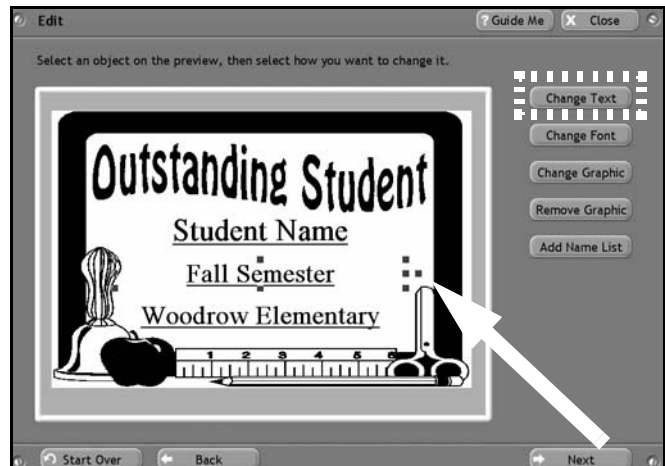 Edit
? Guide Me
X Close
Select an object on the preview, then select how you want to change it.
Change Text
Change Font
Change Graphic
Remove Graphic
Add Name List
Outstanding Student
Student Name
Fall Semester
Woodrow Elementary
1 2 3 4 5 6
Start Over
Back
Next